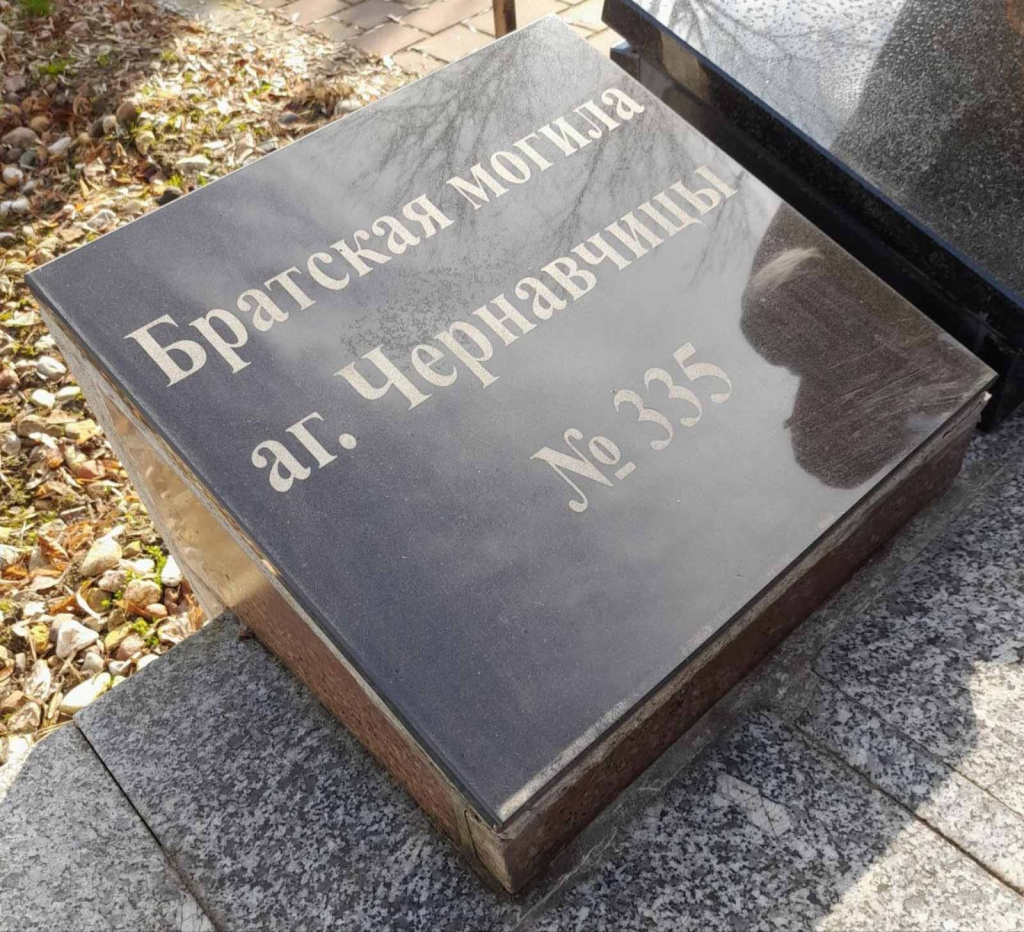 Братская могила
аг. Чернавчицы
№ 335